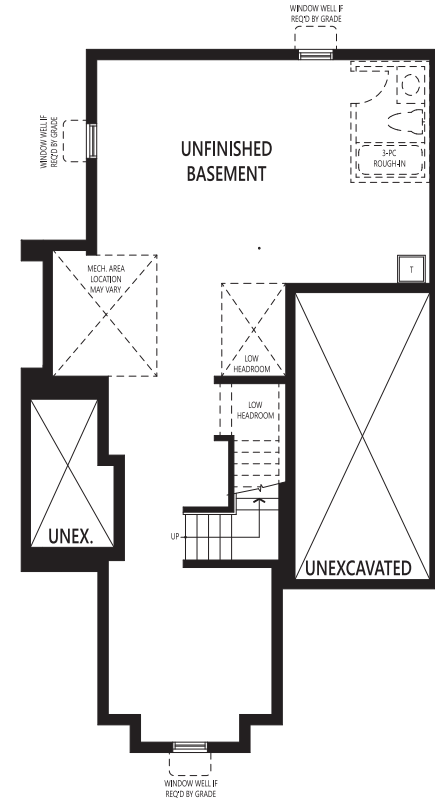 WINDOW WELL IF
REQ'D BY GRADE
WINDOW WELL IF
REQ'D BY GRADE
UNFINISHED
BASEMENT
3-PC
ROUGH-IN
T
MECH. AREA
LOCATION
MAY VARY
LOW
HEADROOM
LOW
HEADROOM
UNEX.
UP
UNEXCAVATED
WINDOW WELL IF
REQ'D BY GRADE